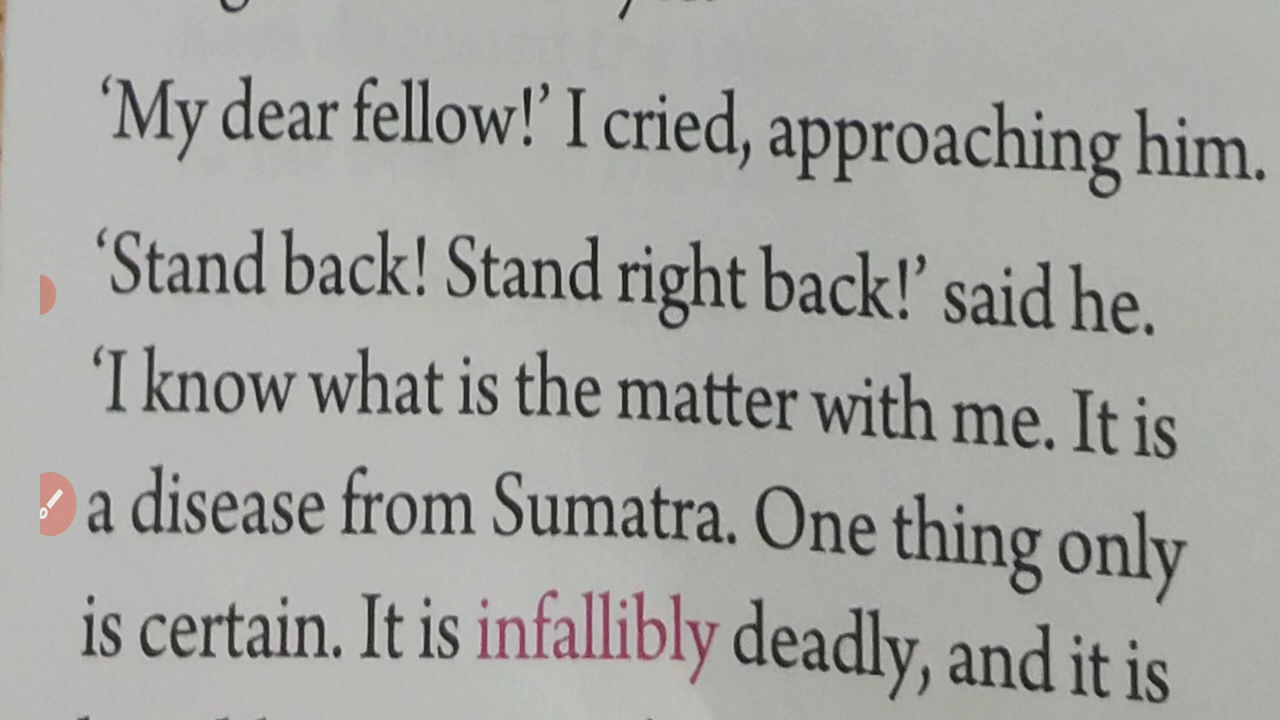 ‘My dear fellow!’ I cried, approaching him.
‘Stand back! Stand right back!’ said he.
‘I know what is the matter with me. It is
a disease from Sumatra. One thing only
is certain. It is infallibly deadly, and it is